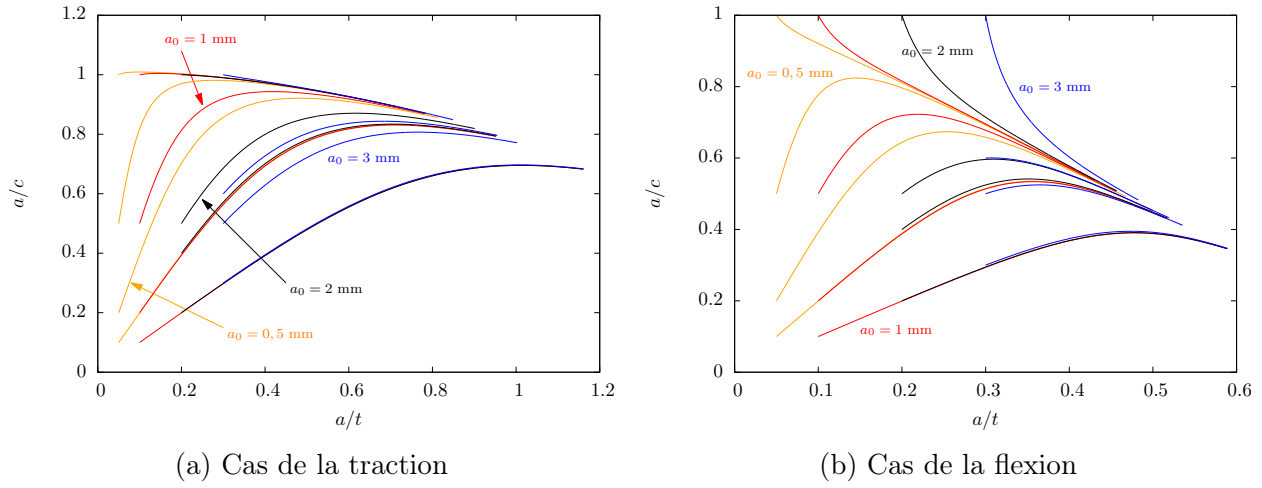 1.2
1
0.8
0.6
0.4
0.2
0
a/c
0
0.2
0.4
0.6
0.8
1
1.2
a/t
a₀ = 1 mm
a₀ = 3 mm
a₀ = 2 mm
a₀ = 0, 5 mm
(a) Cas de la traction
1
0.8
0.6
0.4
0.2
0
a/c
0
0.1
0.2
0.3
0.4
0.5
0.6
a/t
a₀ = 2 mm
a₀ = 0, 5 mm
a₀ = 3 mm
a₀ = 1 mm
(b) Cas de la flexion